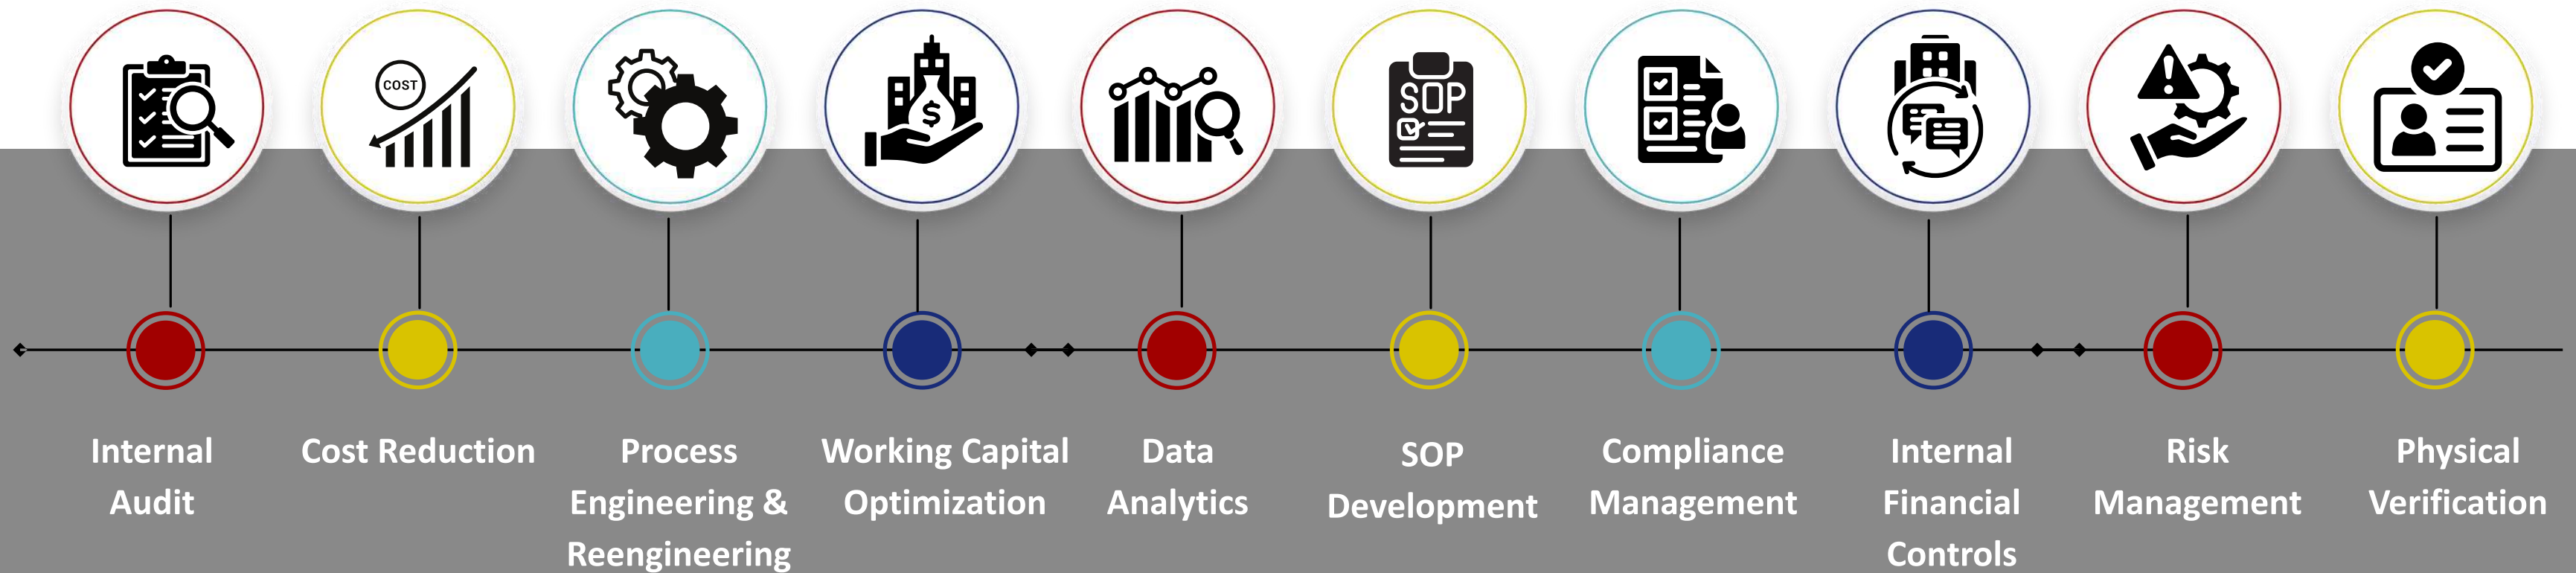 COST
SOP
Internal
Audit
Cost Reduction
Process
Engineering &
Reengineering
Working Capital
Optimization
Data
Analytics
SOP
Development
Compliance
Management
Internal
Financial
Controls
Risk
Management
Physical
Verification